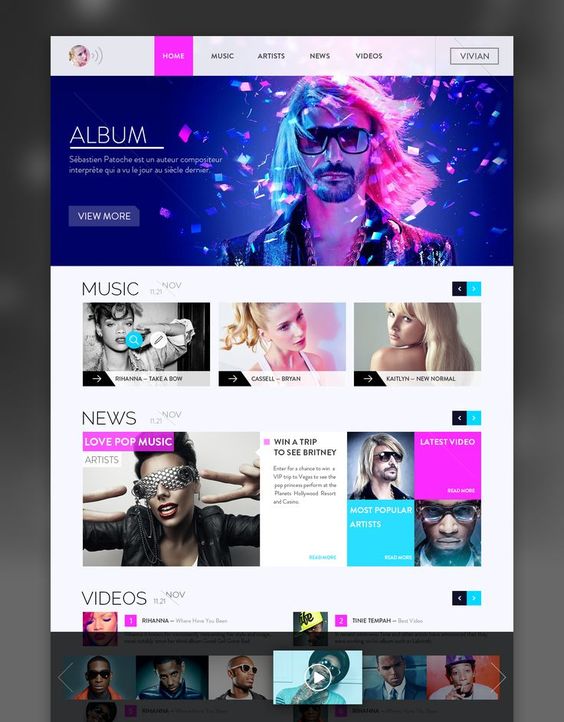 HOME
MUSIC
ARTISTS
NEWS
VIDEOS
VIVIAN
ALBUM
Sébastien Patoche est un auteur compositeur
interprète qui a vu le jour au siècle dernier.
VIEW MORE
MUSIC
11.21 NOV
RIHANNA – TAKE A BOW
CASSELL – BRYAN
KAITLYN – NEW NORMAL
NEWS
11.21 NOV
LOVE POP MUSIC
ARTISTS
WIN A TRIP
TO SEE BRITNEY
Enter for a chance to win a
VIP trip to Vegas to see the
pop princess perform at the
Planets Hollywood Resort
and Casino.
READ MORE
LATEST VIDEO
READ MORE
MOST POPULAR
ARTISTS
READ MORE
VIDEOS
11.21 NOV
1
RIHANNA – Where Have You Been
2
TINIE TEMPAH – Best Video